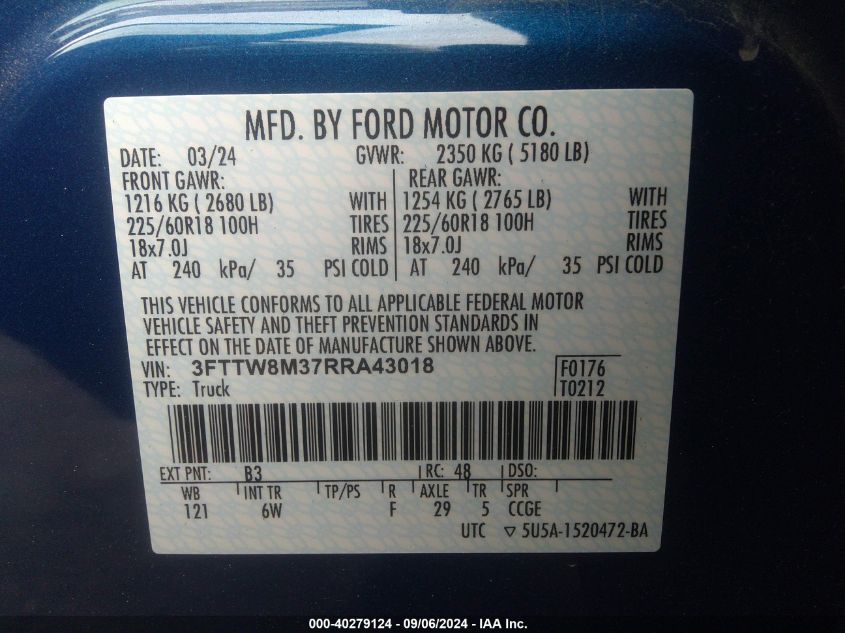 MFD. BY FORD MOTOR CO.
DATE: 03/24 GVWR: 2350 KG ( 5180 LB)
FRONT GAWR: REAR GAWR:
1216 KG ( 2680 LB) WITH 1254 KG ( 2765 LB) WITH
225/60R18 100H TIRES 225/60R18 100H TIRES
18x7.0J RIMS 18x7.0J RIMS
AT 240 kPa/ 35 PSI COLD AT 240 kPa/ 35 PSI COLD
THIS VEHICLE CONFORMS TO ALL APPLICABLE FEDERAL MOTOR
VEHICLE SAFETY AND THEFT PREVENTION STANDARDS IN
EFFECT ON THE DATE OF MANUFACTURE SHOWN ABOVE.
VIN: 3FTTW8M37RRA43018 F0176
TYPE: Truck T0212
EXT PNT: B3 RC: 48 DSO:
WB INT TR TP/PS R AXLE TR SPR
121 6W F 29 5 CCGE
UTC ▽ 5U5A-1520472-BA
000-40279124 - 09/06/2024 - IAA Inc.